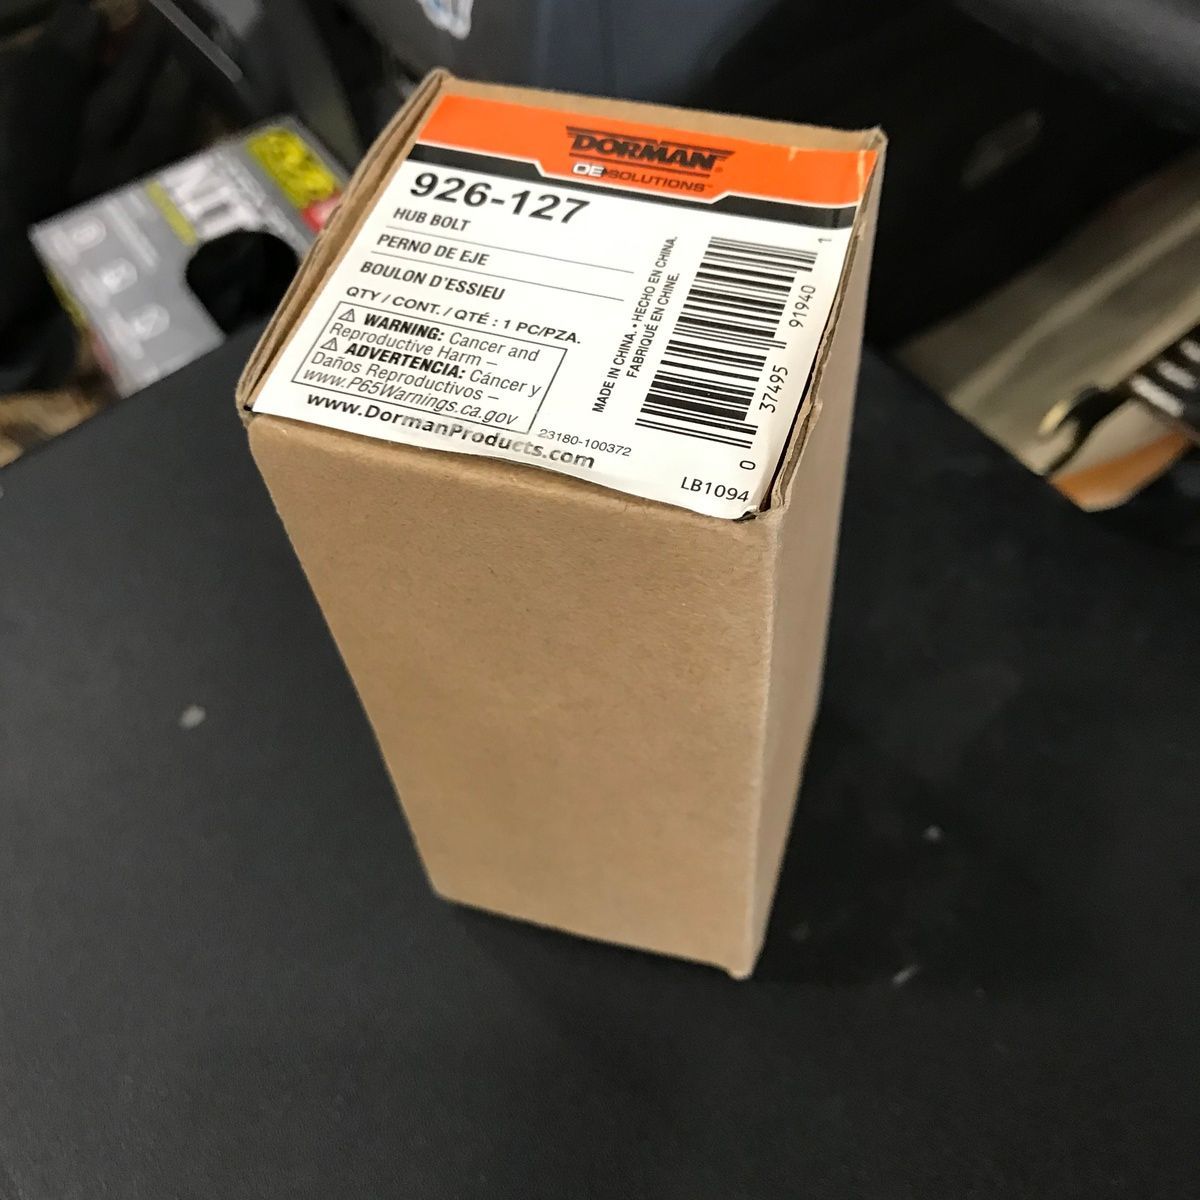 DORMAN
OE SOLUTIONS™
926-127
HUB BOLT
PERNO DE EJE
BOULON D'ESSIEU
QTY / CONT. / QTÉ : 1 PC/PZA.
⚠ WARNING: Cancer and
Reproductive Harm –
⚠ ADVERTENCIA: Cáncer y
Daños Reproductivos –
www.P65Warnings.ca.gov
www.DormanProducts.com
23180-100372
MADE IN CHINA. • HECHO EN CHINA.
FABRIQUÉ EN CHINE.
0 37495 91940 1
LB1094
NIT